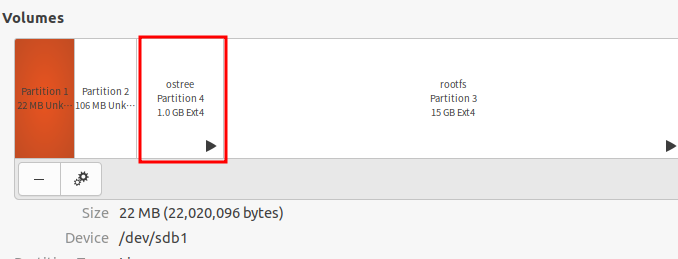 Volumes
Partition 1
22 MB Unk…
Partition 2
106 MB Unk…
ostree
Partition 4
1.0 GB Ext4
rootfs
Partition 3
15 GB Ext4
Size 22 MB (22,020,096 bytes)
Device /dev/sdb1